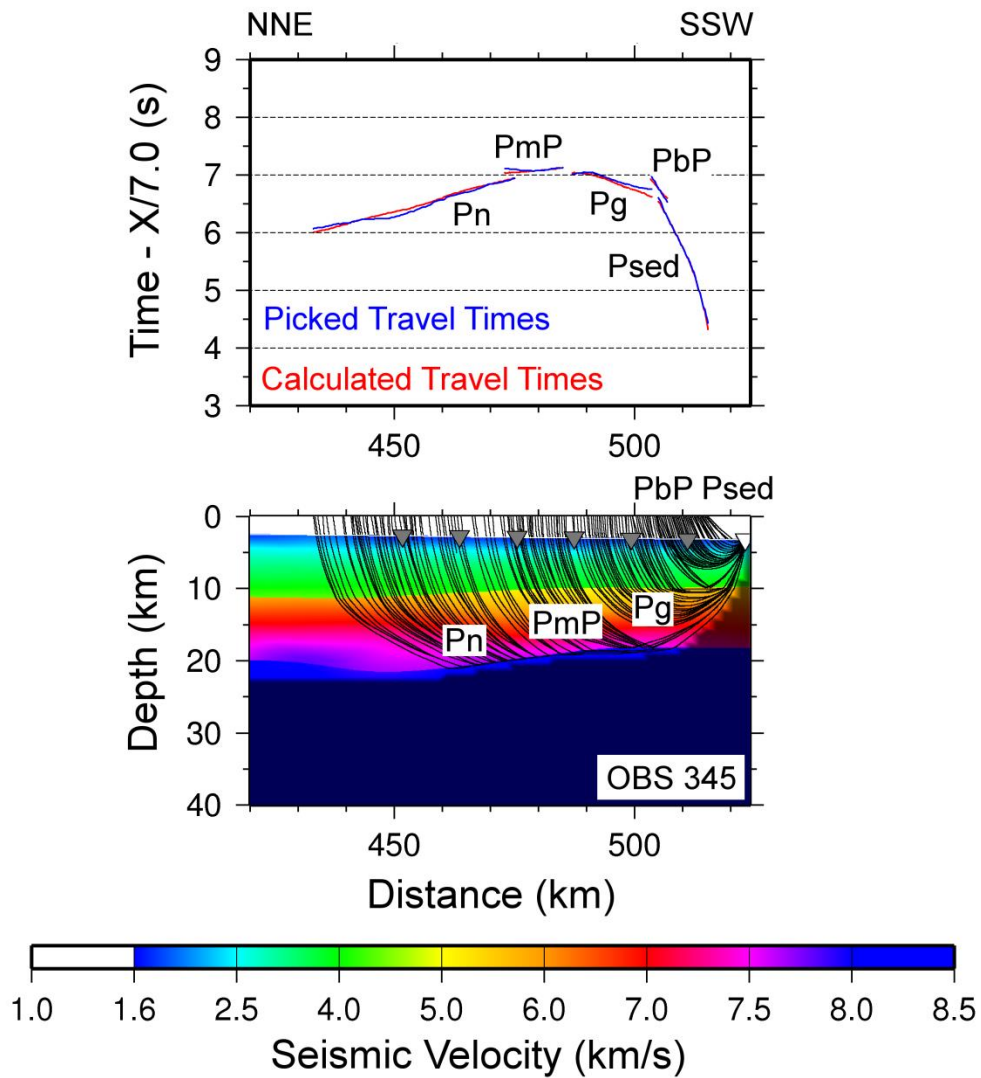 NNE SSW
9
8
7
6
5
4
3
Time - X/7.0 (s)
PmP
PbP
Pn
Pg
Psed
Picked Travel Times
Calculated Travel Times
450 500
PbP Psed
0
10
20
30
40
Depth (km)
Pn
PmP
Pg
OBS 345
450 500
Distance (km)
1.0 1.6 2.5 4.0 5.0 6.0 7.0 7.5 8.0 8.5
Seismic Velocity (km/s)